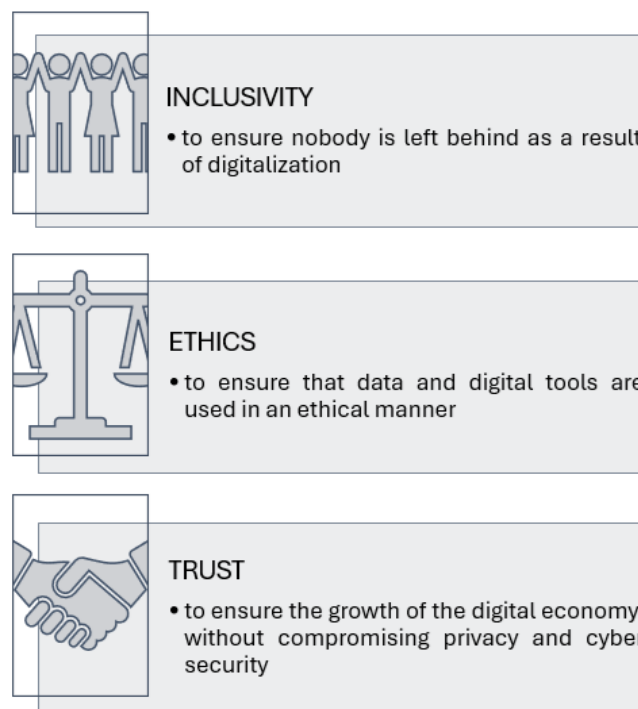 INCLUSIVITY
• to ensure nobody is left behind as a result
of digitalization
ETHICS
• to ensure that data and digital tools are
used in an ethical manner
TRUST
• to ensure the growth of the digital economy
without compromising privacy and cyber
security